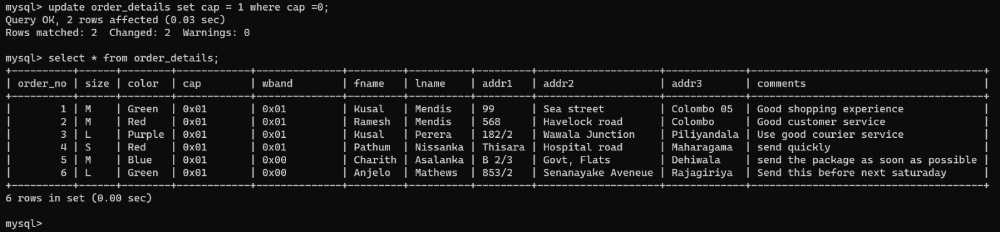 mysql> update order_details set cap = 1 where cap =0;
Query OK, 2 rows affected (0.03 sec)
Rows matched: 2  Changed: 2  Warnings: 0
mysql> select * from order_details;
+----------+------+--------+------------+--------------+---------+----------+---------+--------------------+-------------+--------------------------------------+
| order_no | size | color  | cap        | wband        | fname   | lname    | addr1   | addr2              | addr3       | comments                             |
+----------+------+--------+------------+--------------+---------+----------+---------+--------------------+-------------+--------------------------------------+
|        1 | M    | Green  | 0x01       | 0x01         | Kusal   | Mendis   | 99      | Sea street         | Colombo 05  | Good shopping experience             |
|        2 | M    | Red    | 0x01       | 0x01         | Ramesh  | Mendis   | 568     | Havelock road      | Colombo     | Good customer service                |
|        3 | L    | Purple | 0x01       | 0x01         | Kusal   | Perera   | 182/2   | Wawala Junction    | Piliyandala | Use good courier service             |
|        4 | S    | Red    | 0x01       | 0x01         | Pathum  | Nissanka | Thisara | Hospital road      | Maharagama  | send quickly                         |
|        5 | M    | Blue   | 0x01       | 0x00         | Charith | Asalanka | B 2/3   | Govt, Flats        | Dehiwala    | send the package as soon as possible |
|        6 | L    | Green  | 0x01       | 0x00         | Anjelo  | Mathews  | 853/2   | Senanayake Aveneue | Rajagiriya  | Send this before next saturaday      |
+----------+------+--------+------------+--------------+---------+----------+---------+--------------------+-------------+--------------------------------------+
6 rows in set (0.00 sec)
mysql>